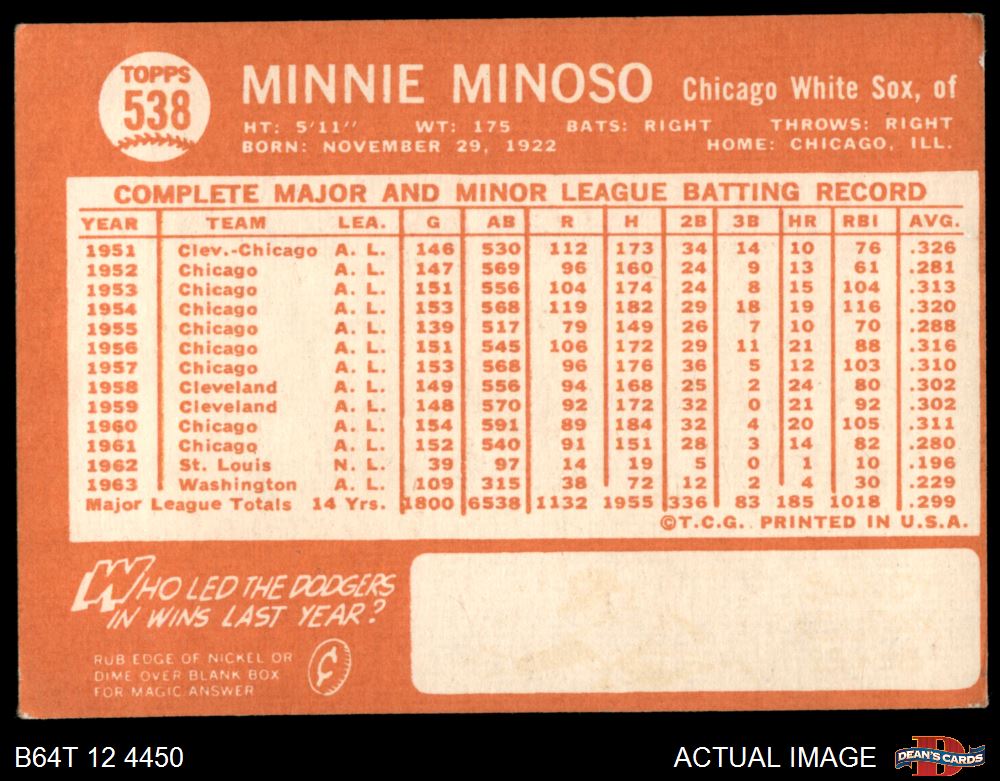 TOPPS
538
MINNIE MINOSO Chicago White Sox, of
HT: 5'11" WT: 175 BATS: RIGHT THROWS: RIGHT
BORN: NOVEMBER 29, 1922 HOME: CHICAGO, ILL.
COMPLETE MAJOR AND MINOR LEAGUE BATTING RECORD
YEAR TEAM LEA. G AB R H 2B 3B HR RBI AVG.
1951 Clev.-Chicago A. L. 146 530 112 173 34 14 10 76 .326
1952 Chicago A. L. 147 569 96 160 24 9 13 61 .281
1953 Chicago A. L. 151 556 104 174 24 8 15 104 .313
1954 Chicago A. L. 153 568 119 182 29 18 19 116 .320
1955 Chicago A. L. 139 517 79 149 26 7 10 70 .288
1956 Chicago A. L. 151 545 106 172 29 11 21 88 .316
1957 Chicago A. L. 153 568 96 176 36 5 12 103 .310
1958 Cleveland A. L. 149 556 94 168 25 2 24 80 .302
1959 Cleveland A. L. 148 570 92 172 32 0 21 92 .302
1960 Chicago A. L. 154 591 89 184 32 4 20 105 .311
1961 Chicago A. L. 152 540 91 151 28 3 14 82 .280
1962 St. Louis N. L. 39 97 14 19 5 0 1 10 .196
1963 Washington A. L. 109 315 38 72 12 2 4 30 .229
Major League Totals 14 Yrs. 1800 6538 1132 1955 336 83 185 1018 .299
©T.C.G. PRINTED IN U.S.A.
WHO LED THE DODGERS
IN WINS LAST YEAR?
RUB EDGE OF NICKEL OR
DIME OVER BLANK BOX
FOR MAGIC ANSWER
¢
B64T 12 4450
ACTUAL IMAGE
D
DEAN'S CARDS